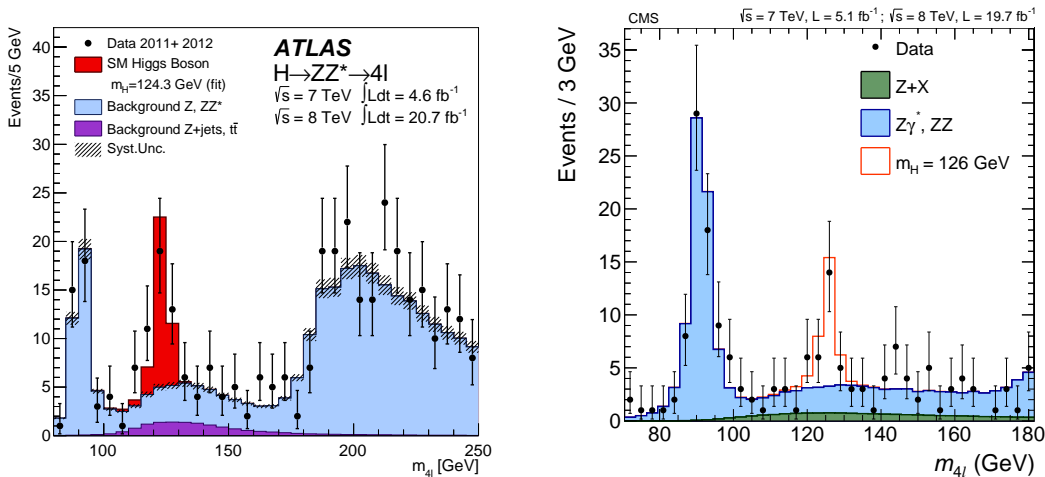 Events/5 GeV
40
35
30
25
20
15
10
5
0
100
150
200
250
m4l [GeV]
Data 2011+ 2012
SM Higgs Boson
mH=124.3 GeV (fit)
Background Z, ZZ*
Background Z+jets, tt̄
Syst.Unc.
ATLAS
H→ZZ*→4l
√s = 7 TeV ∫Ldt = 4.6 fb⁻¹
√s = 8 TeV ∫Ldt = 20.7 fb⁻¹
CMS
√s = 7 TeV, L = 5.1 fb⁻¹ ; √s = 8 TeV, L = 19.7 fb⁻¹
Events / 3 GeV
35
30
25
20
15
10
5
0
80
100
120
140
160
180
m4l (GeV)
Data
Z+X
Zγ*, ZZ
mH = 126 GeV